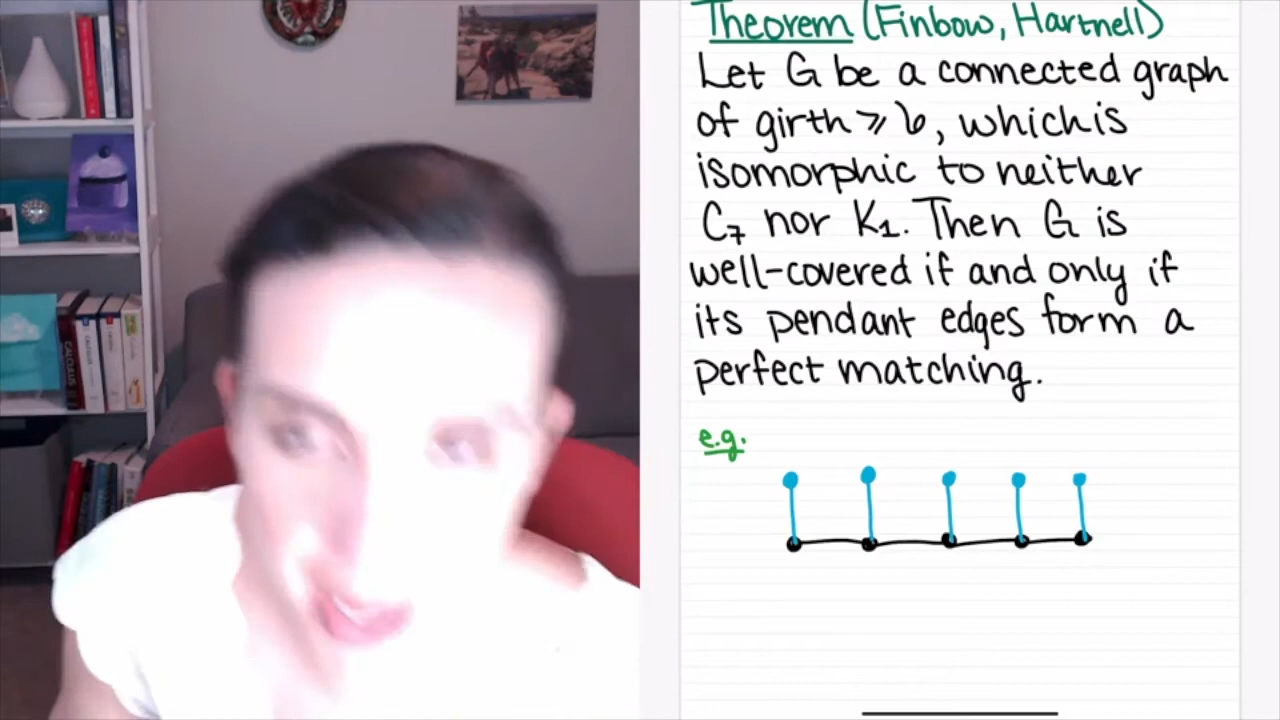 Theorem (Finbow, Hartnell)
Let G be a connected graph
of girth ⩾ 6, which is
isomorphic to neither
C₇ nor K₁. Then G is
well-covered if and only if
its pendant edges form a
perfect matching.
e.g.
CALCULUS